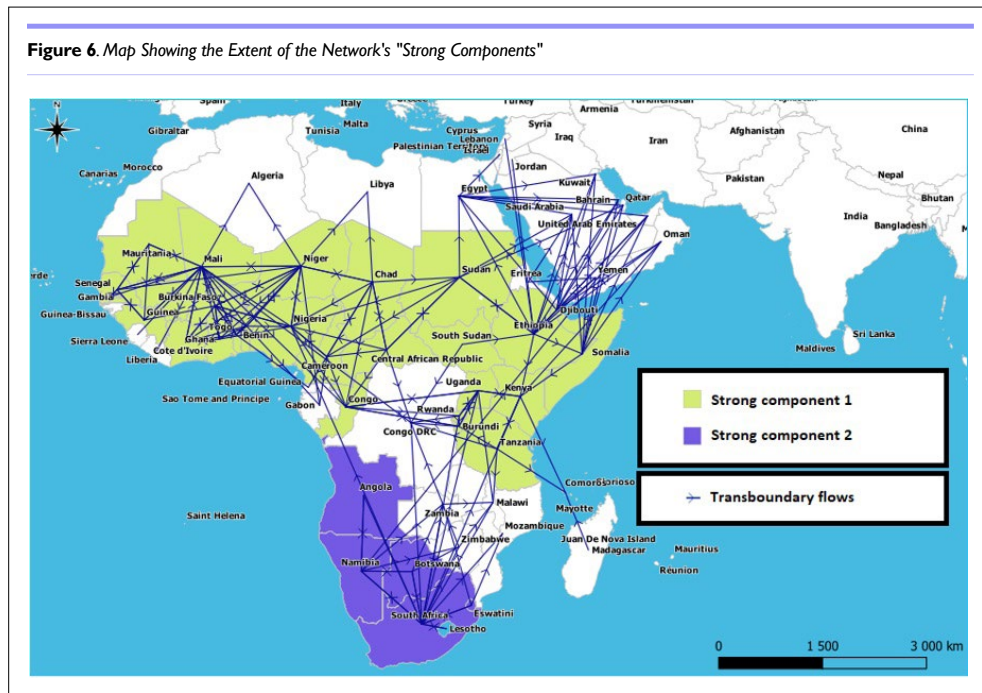 Figure 6. Map Showing the Extent of the Network's "Strong Components"
N
Spain
Italy
Turkey
Armenia
Turkmenistan
Gibraltar
Tunisia
Malta
Cyprus
Syria
Lebanon
Palestinian Territory
Israel
Iraq
Iran
Afghanistan
China
Canarias
Morocco
Jordan
Algeria
Libya
Egypt
Kuwait
Bahrain
Qatar
Pakistan
Nepal
Bhutan
Saudi Arabia
United Arab Emirates
Oman
India
Bangladesh
Mauritania
Mali
Niger
Chad
Sudan
Eritrea
Yemen
verde
Senegal
Gambia
Burkina Faso
Djibouti
Guinea-Bissau
Guinea
Togo
Nigeria
Ethiopia
Ghana
Benin
South Sudan
Sierra Leone
Cote d'Ivoire
Liberia
Central African Republic
Somalia
Sri Lanka
Maldives
Cameroon
Equatorial Guinea
Uganda
Kenya
Sao Tome and Principe
Gabon
Congo
Rwanda
Burundi
Congo DRC
Tanzania
Strong component 1
Strong component 2
Angola
Comoros
Glorioso
Mayotte
Transboundary flows
Saint Helena
Zambia
Malawi
Mozambique
Zimbabwe
Juan De Nova Island
Madagascar
Mauritius
Réunion
Namibia
Botswana
South Africa
Eswatini
Lesotho
0 1 500 3 000 km